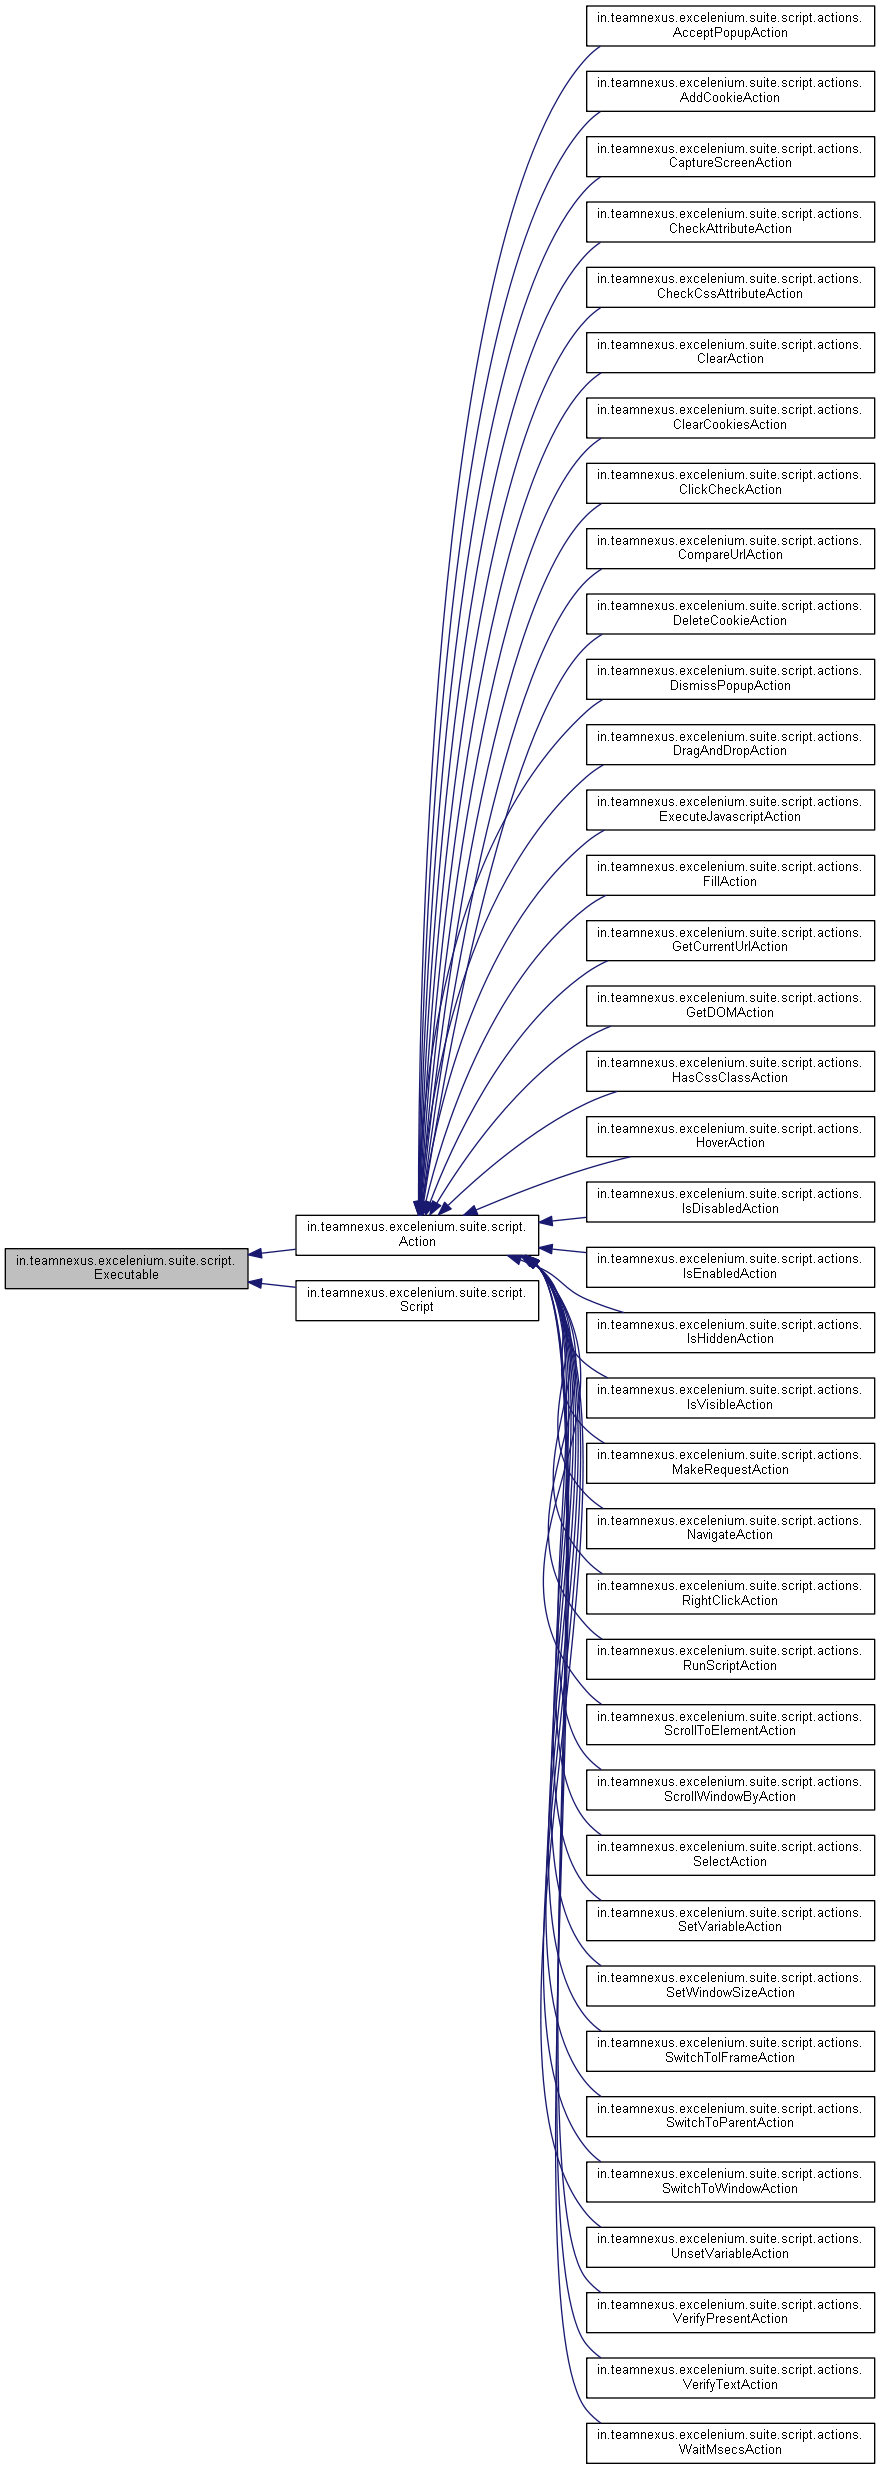 in.teamnexus.excelenium.suite.script.actions.
AcceptPopupAction
in.teamnexus.excelenium.suite.script.actions.
AddCookieAction
in.teamnexus.excelenium.suite.script.actions.
CaptureScreenAction
in.teamnexus.excelenium.suite.script.actions.
CheckAttributeAction
in.teamnexus.excelenium.suite.script.actions.
CheckCssAttributeAction
in.teamnexus.excelenium.suite.script.actions.
ClearAction
in.teamnexus.excelenium.suite.script.actions.
ClearCookiesAction
in.teamnexus.excelenium.suite.script.actions.
ClickCheckAction
in.teamnexus.excelenium.suite.script.actions.
CompareUrlAction
in.teamnexus.excelenium.suite.script.actions.
DeleteCookieAction
in.teamnexus.excelenium.suite.script.actions.
DismissPopupAction
in.teamnexus.excelenium.suite.script.actions.
DragAndDropAction
in.teamnexus.excelenium.suite.script.actions.
ExecuteJavascriptAction
in.teamnexus.excelenium.suite.script.actions.
FillAction
in.teamnexus.excelenium.suite.script.actions.
GetCurrentUrlAction
in.teamnexus.excelenium.suite.script.actions.
GetDOMAction
in.teamnexus.excelenium.suite.script.actions.
HasCssClassAction
in.teamnexus.excelenium.suite.script.actions.
HoverAction
in.teamnexus.excelenium.suite.script.actions.
IsDisabledAction
in.teamnexus.excelenium.suite.script.
Action
in.teamnexus.excelenium.suite.script.
Executable
in.teamnexus.excelenium.suite.script.actions.
IsEnabledAction
in.teamnexus.excelenium.suite.script.
Script
in.teamnexus.excelenium.suite.script.actions.
IsHiddenAction
in.teamnexus.excelenium.suite.script.actions.
IsVisibleAction
in.teamnexus.excelenium.suite.script.actions.
MakeRequestAction
in.teamnexus.excelenium.suite.script.actions.
NavigateAction
in.teamnexus.excelenium.suite.script.actions.
RightClickAction
in.teamnexus.excelenium.suite.script.actions.
RunScriptAction
in.teamnexus.excelenium.suite.script.actions.
ScrollToElementAction
in.teamnexus.excelenium.suite.script.actions.
ScrollWindowByAction
in.teamnexus.excelenium.suite.script.actions.
SelectAction
in.teamnexus.excelenium.suite.script.actions.
SetVariableAction
in.teamnexus.excelenium.suite.script.actions.
SetWindowSizeAction
in.teamnexus.excelenium.suite.script.actions.
SwitchToIFrameAction
in.teamnexus.excelenium.suite.script.actions.
SwitchToParentAction
in.teamnexus.excelenium.suite.script.actions.
SwitchToWindowAction
in.teamnexus.excelenium.suite.script.actions.
UnsetVariableAction
in.teamnexus.excelenium.suite.script.actions.
VerifyPresentAction
in.teamnexus.excelenium.suite.script.actions.
VerifyTextAction
in.teamnexus.excelenium.suite.script.actions.
WaitMsecsAction